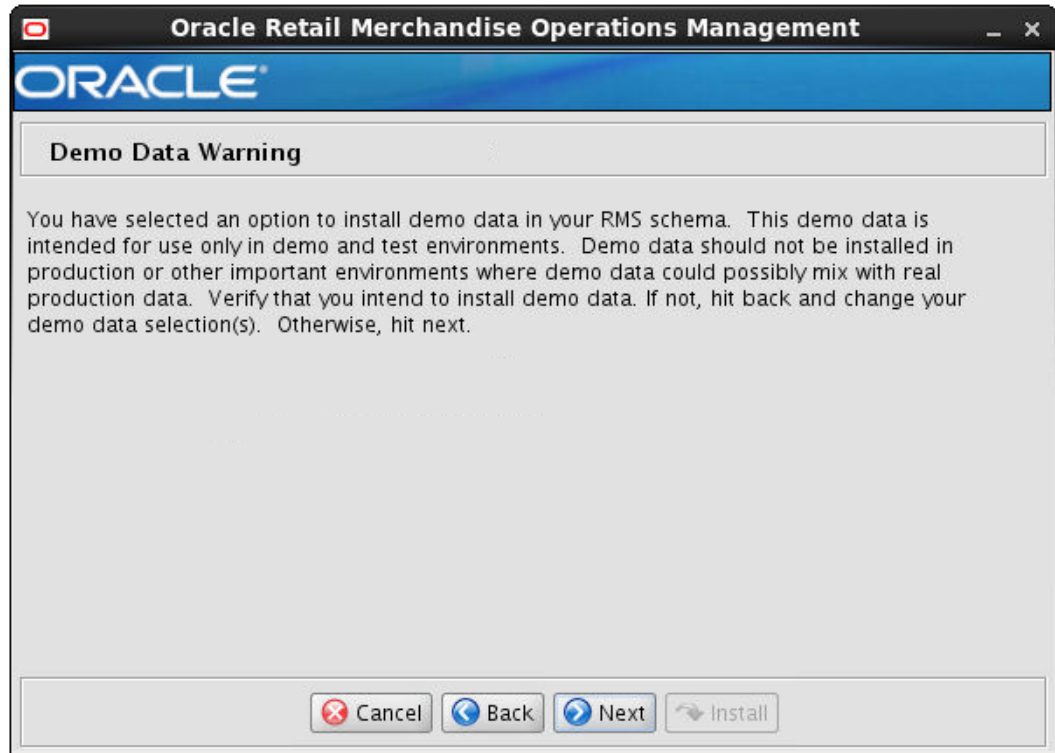 Oracle Retail Merchandise Operations Management
ORACLE
Demo Data Warning
You have selected an option to install demo data in your RMS schema.  This demo data is
intended for use only in demo and test environments.  Demo data should not be installed in
production or other important environments where demo data could possibly mix with real
production data.  Verify that you intend to install demo data. If not, hit back and change your
demo data selection(s).  Otherwise, hit next.
Cancel Back Next Install